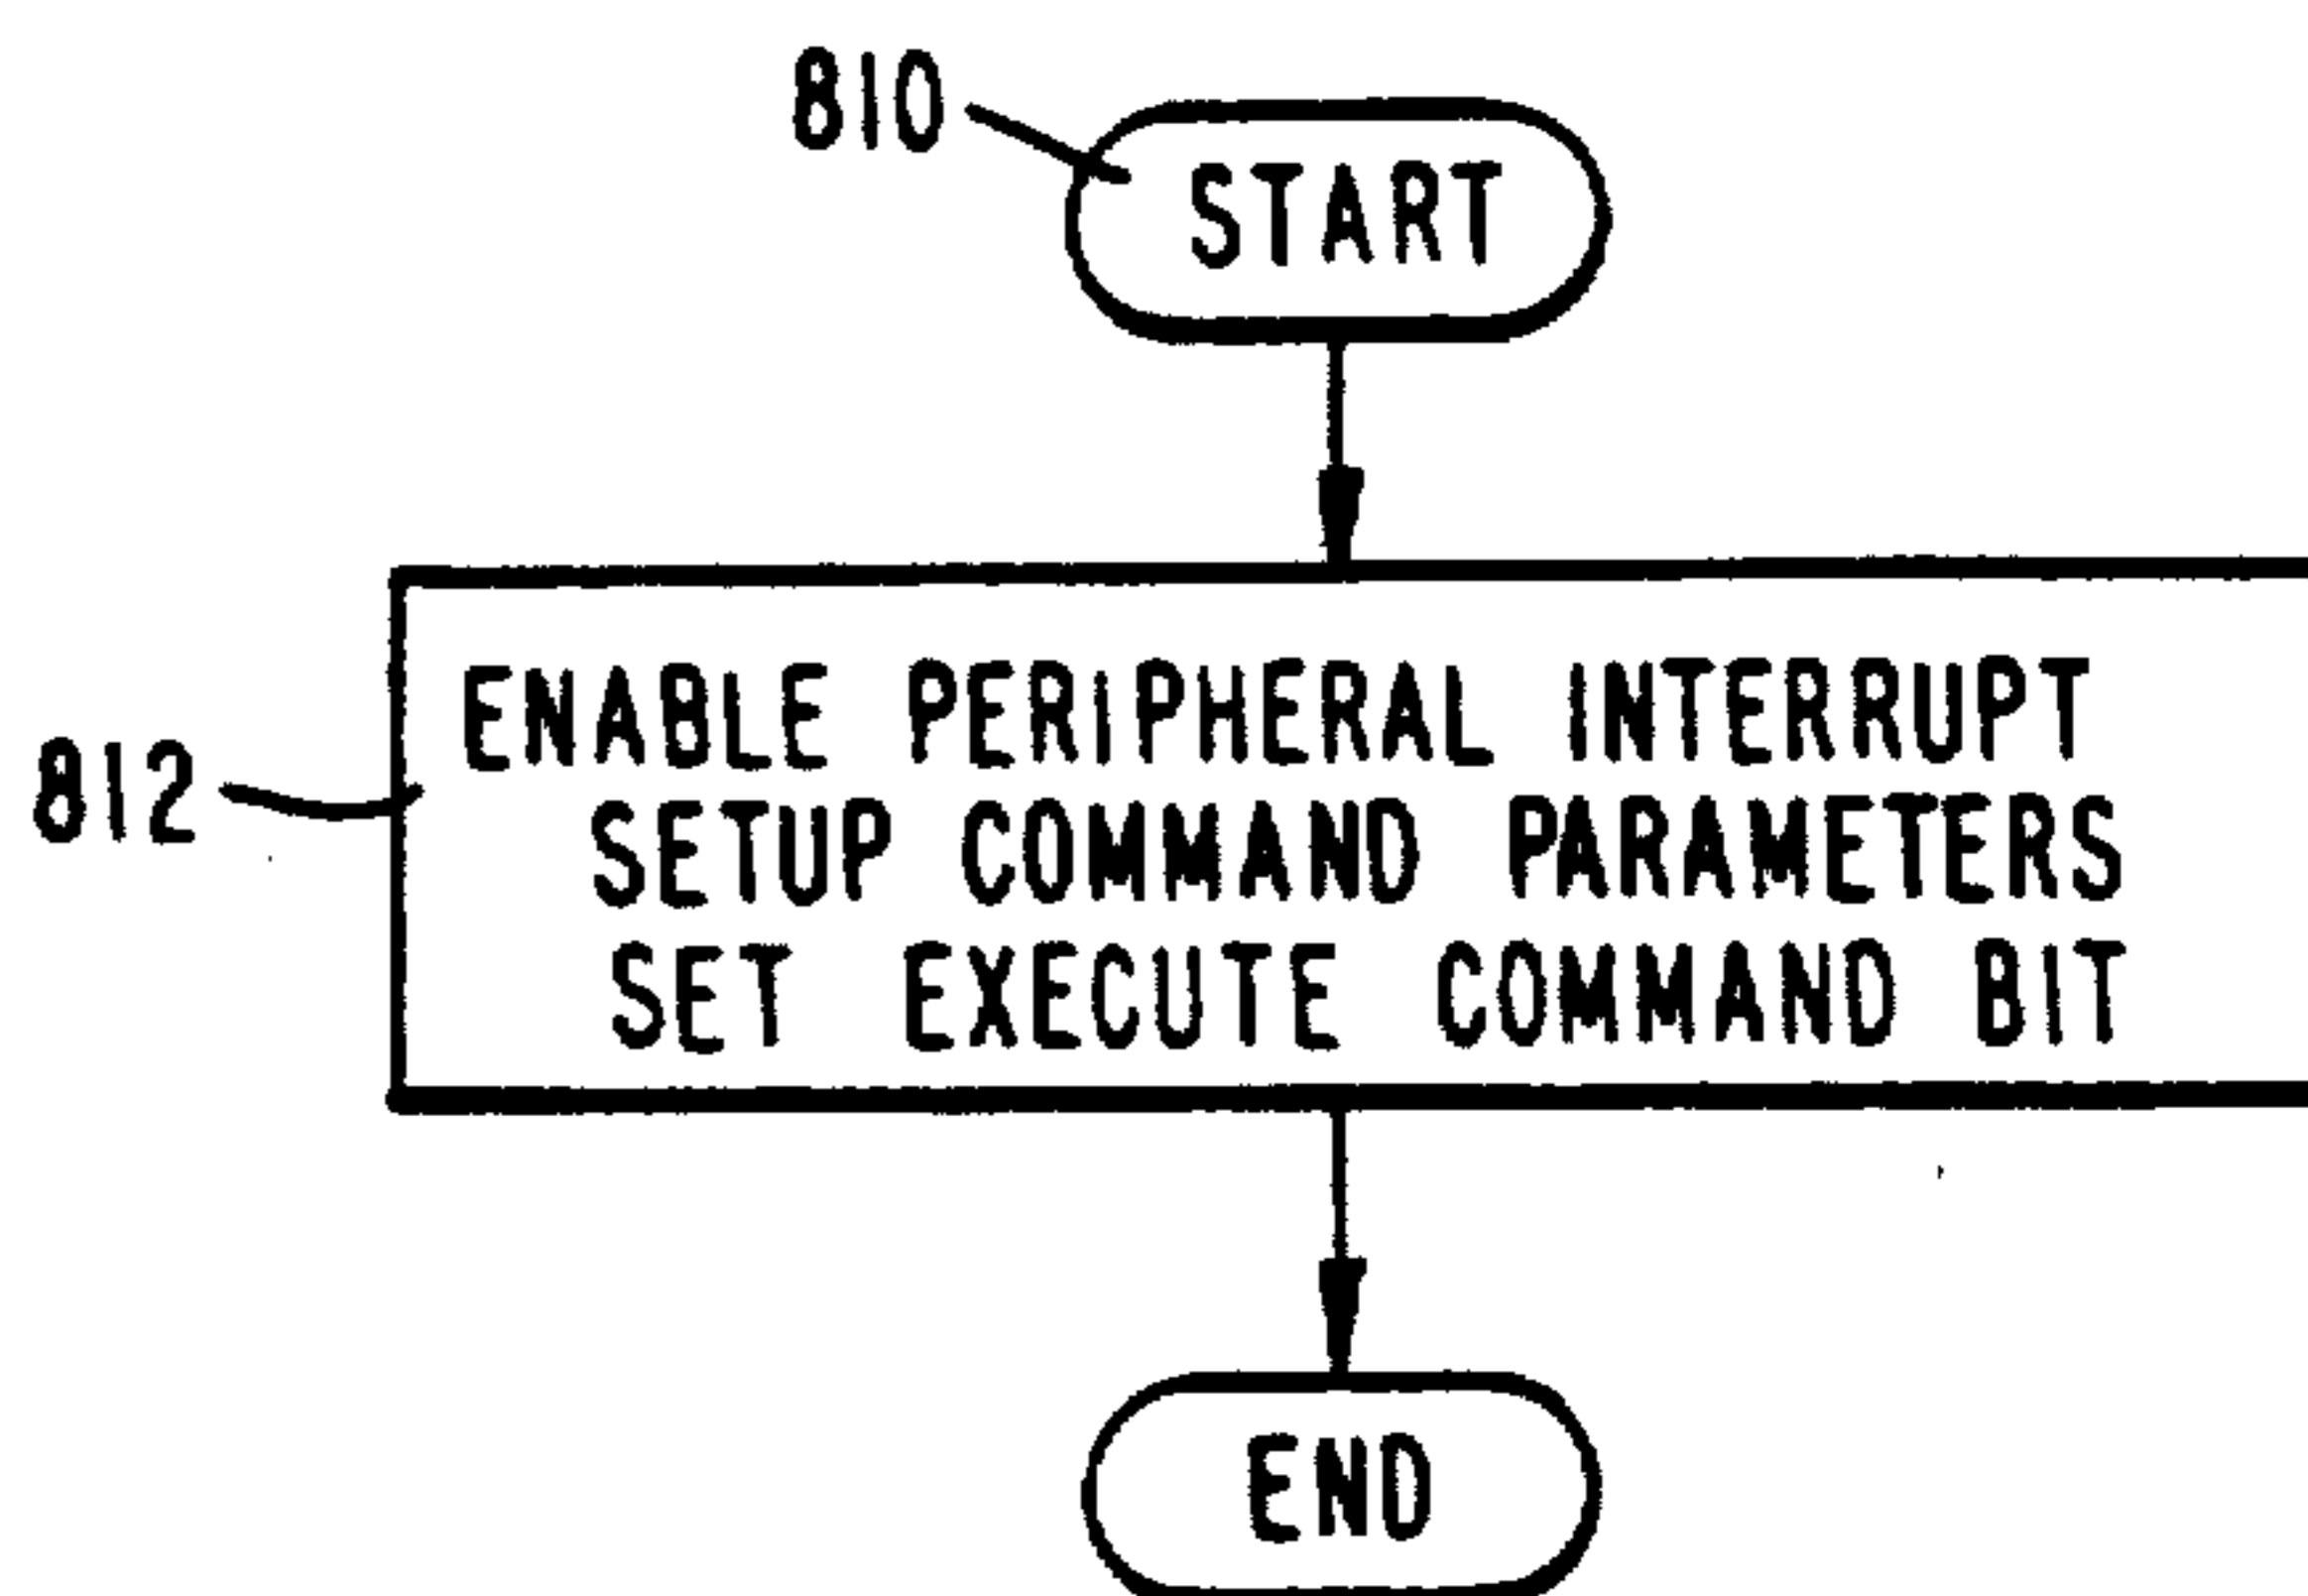 810
START
ENABLE PERIPHERAL INTERRUPT
812
SETUP COMMAND PARAMETERS
SET EXECUTE COMMAND BIT
END